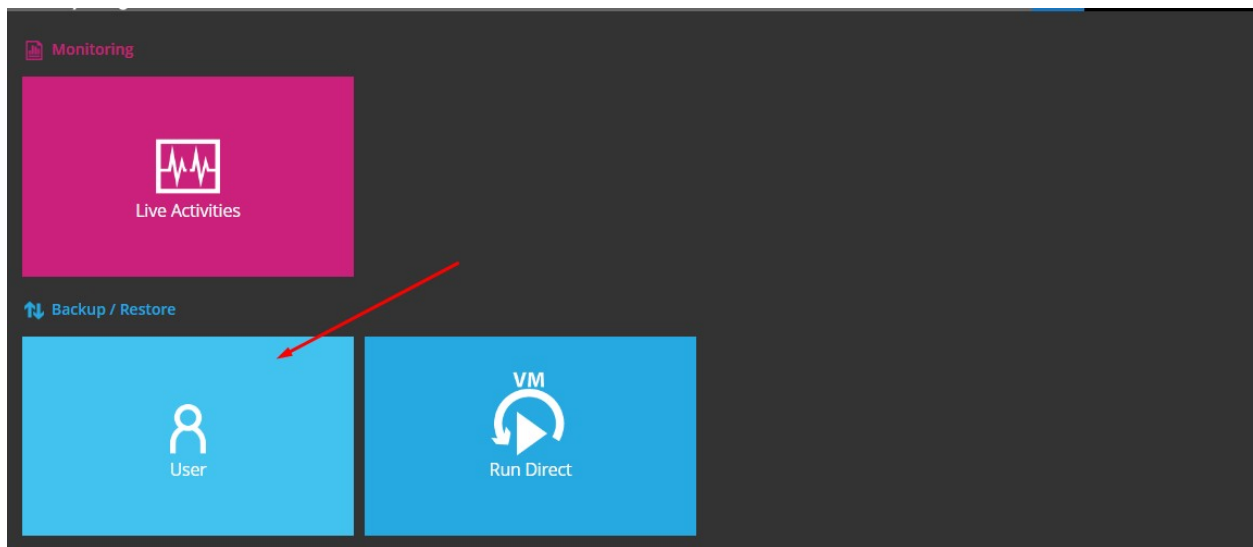 Monitoring
Live Activities
Backup / Restore
User
VM
Run Direct